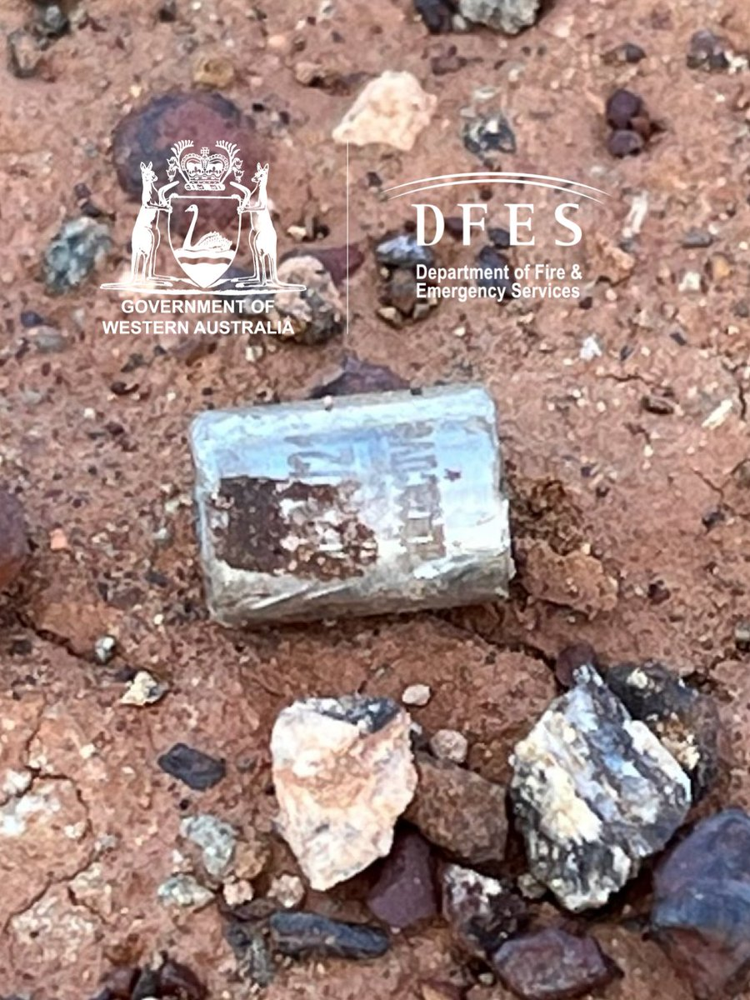 GOVERNMENT OF
WESTERN AUSTRALIA
DFES
Department of Fire &
Emergency Services